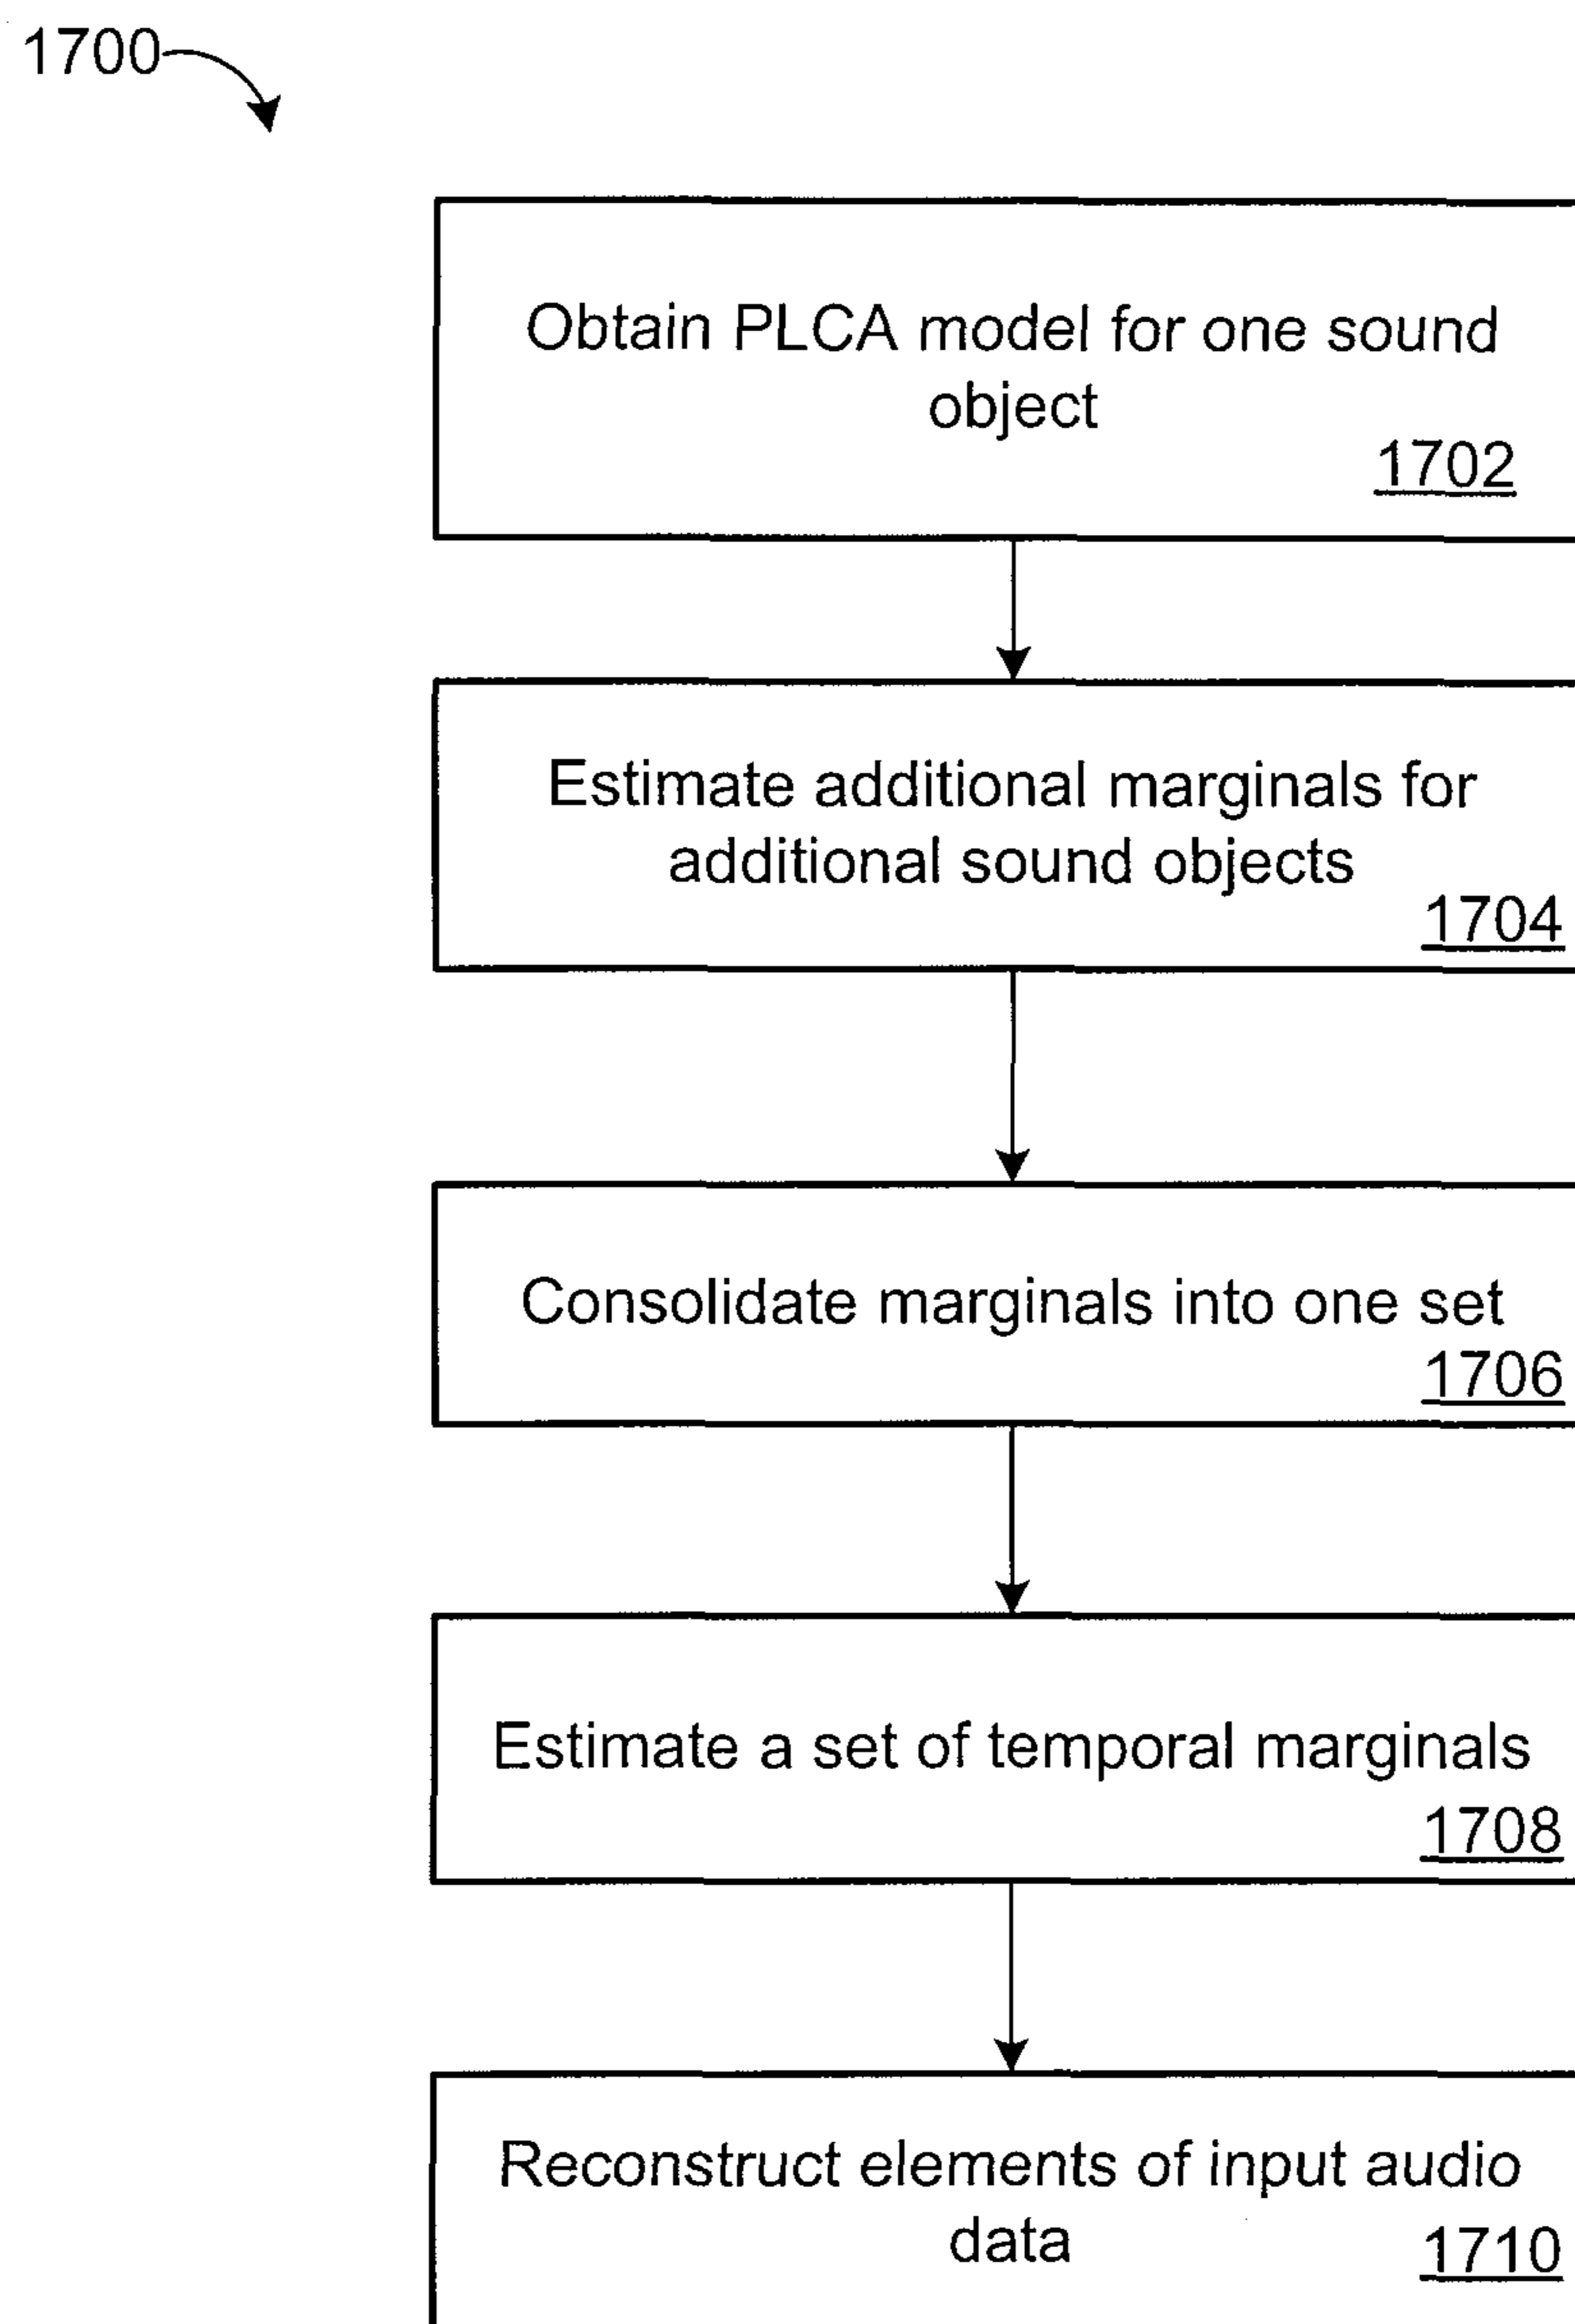 1700
Obtain PLCA model for one sound
object
1702
Estimate additional marginals for
additional sound objects
1704
Consolidate marginals into one set
1706
Estimate a set of temporal marginals
1708
Reconstruct elements of input audio
data
1710